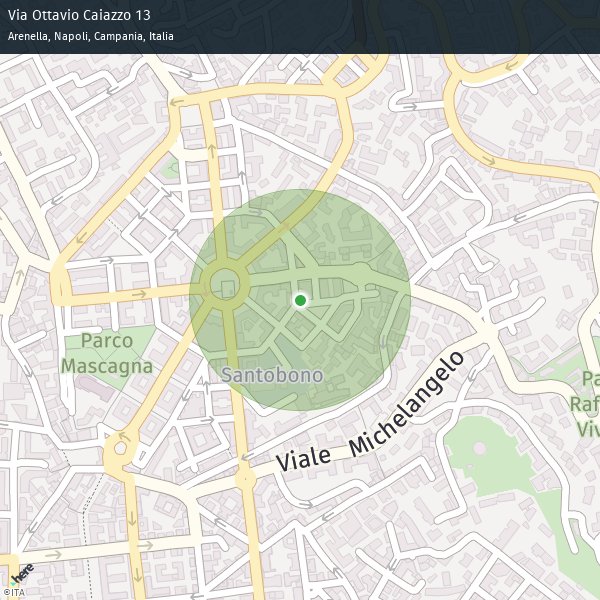 Via Ottavio Caiazzo 13
Arenella, Napoli, Campania, Italia
Parco
Mascagna
Santobono
Viale Michelangelo
Pa
Raf
Viv
here
©ITA